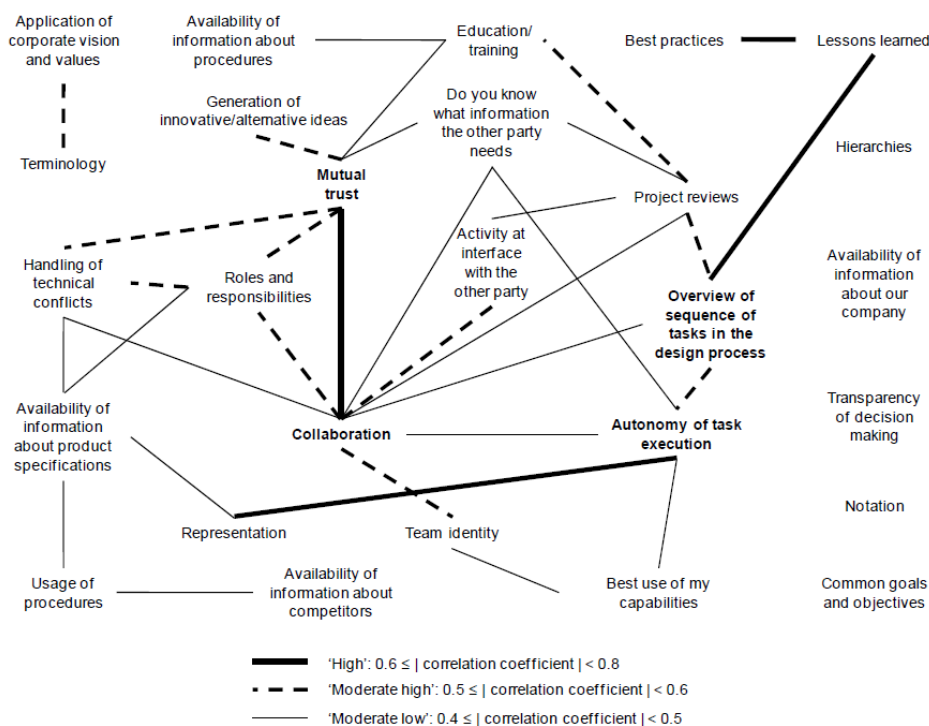 Application of
corporate vision
and values
Availability of
information about
procedures
Education/
training
Best practices
Lessons learned
Generation of
innovative/alternative ideas
Do you know
what information
the other party
needs
Hierarchies
Terminology
Mutual
trust
Project reviews
Handling of
technical
conflicts
Roles and
responsibilities
Activity at
interface
with the
other party
Overview of
sequence of
tasks in the
design process
Availability of
information
about our
company
Availability of
information
about product
specifications
Collaboration
Autonomy of task
execution
Transparency
of decision
making
Representation
Team identity
Notation
Usage of
procedures
Availability of
information about
competitors
Best use of my
capabilities
Common goals
and objectives
‘High’: 0.6 ≤ | correlation coefficient | < 0.8
‘Moderate high’: 0.5 ≤ | correlation coefficient | < 0.6
‘Moderate low’: 0.4 ≤ | correlation coefficient | < 0.5